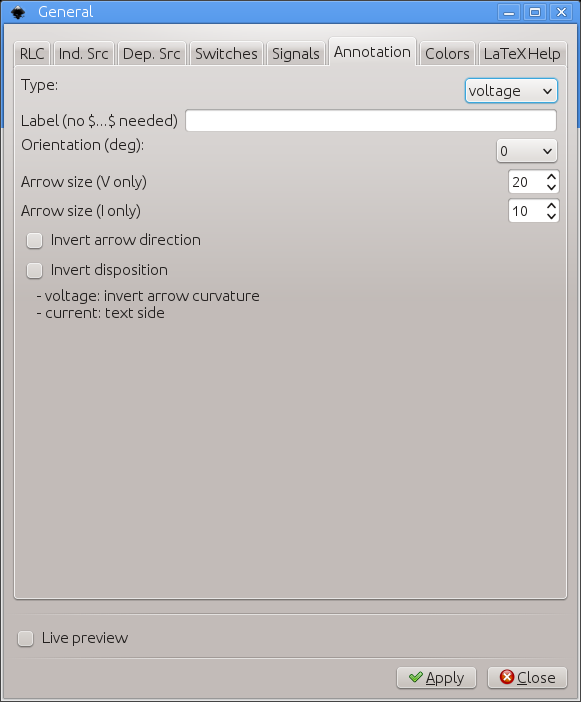 General
RLC Ind. Src Dep. Src Switches Signals Annotation Colors LaTeXHelp
Type: voltage
Label (no $...$ needed)
Orientation (deg): 0
Arrow size (V only) 20
Arrow size (I only) 10
Invert arrow direction
Invert disposition
- voltage: invert arrow curvature
- current: text side
Live preview
Apply Close